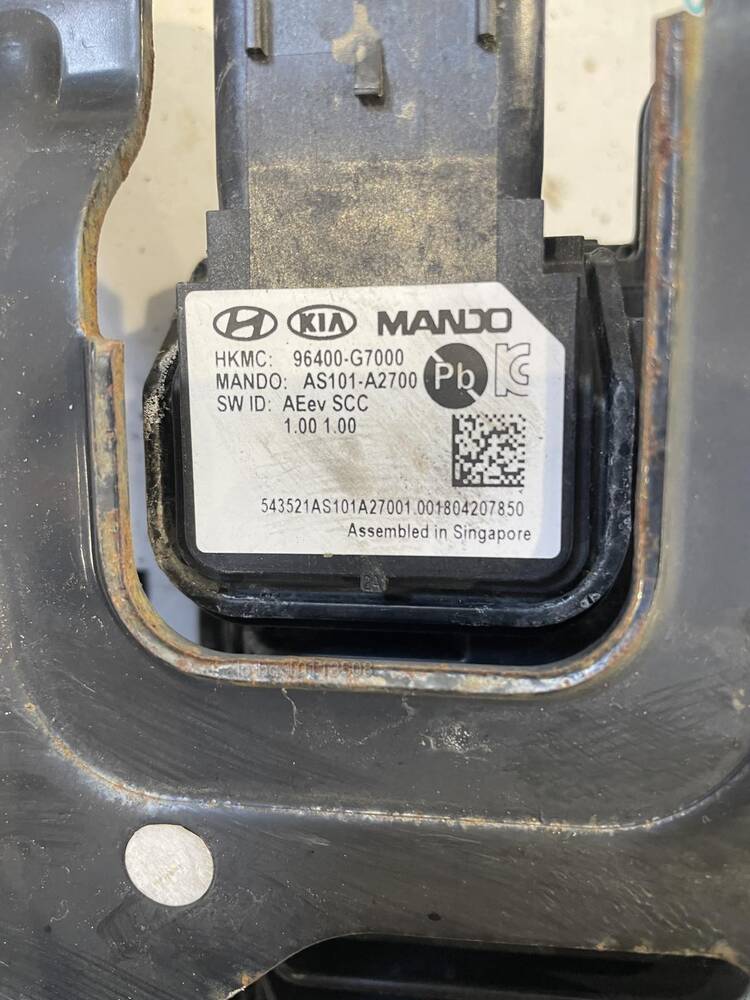 HYUNDAI KIA MANDO
HKMC: 96400-G7000
MANDO: AS101-A2700
Pb
SW ID: AEev SCC
1.00 1.00
543521AS101A27001.001804207850
Assembled in Singapore